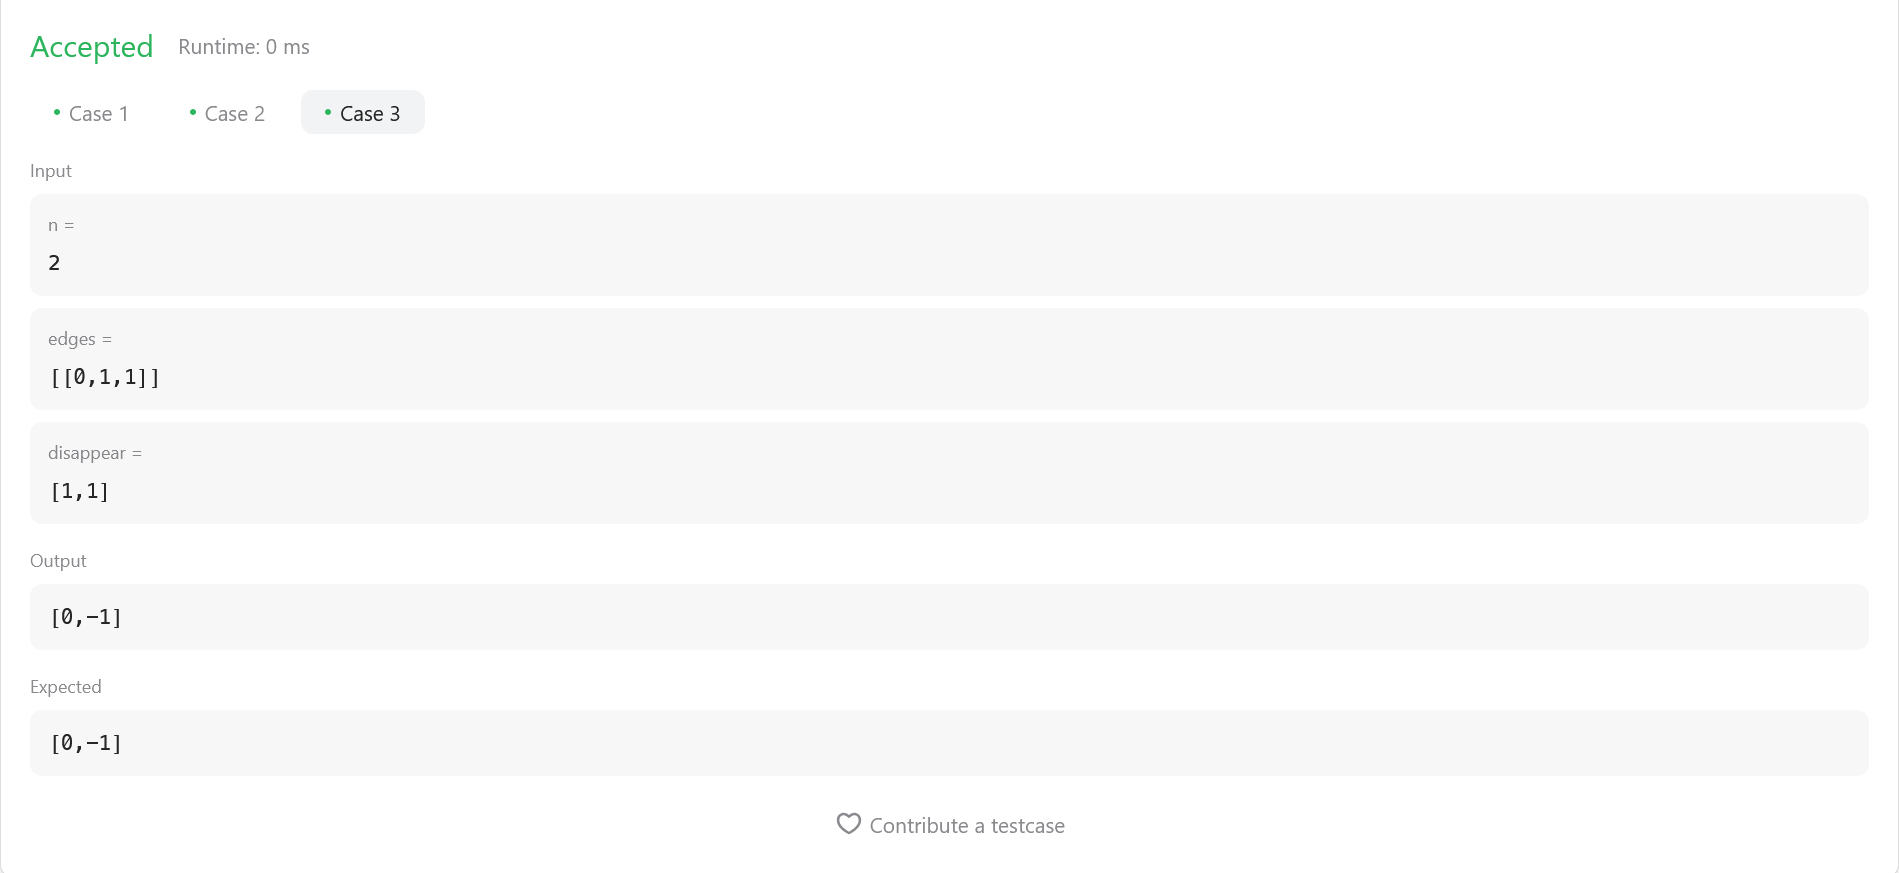 Accepted Runtime: 0 ms
Case 1 Case 2 Case 3
Input
n =
2
edges =
[[0,1,1]]
disappear =
[1,1]
Output
[0,-1]
Expected
[0,-1]
Contribute a testcase